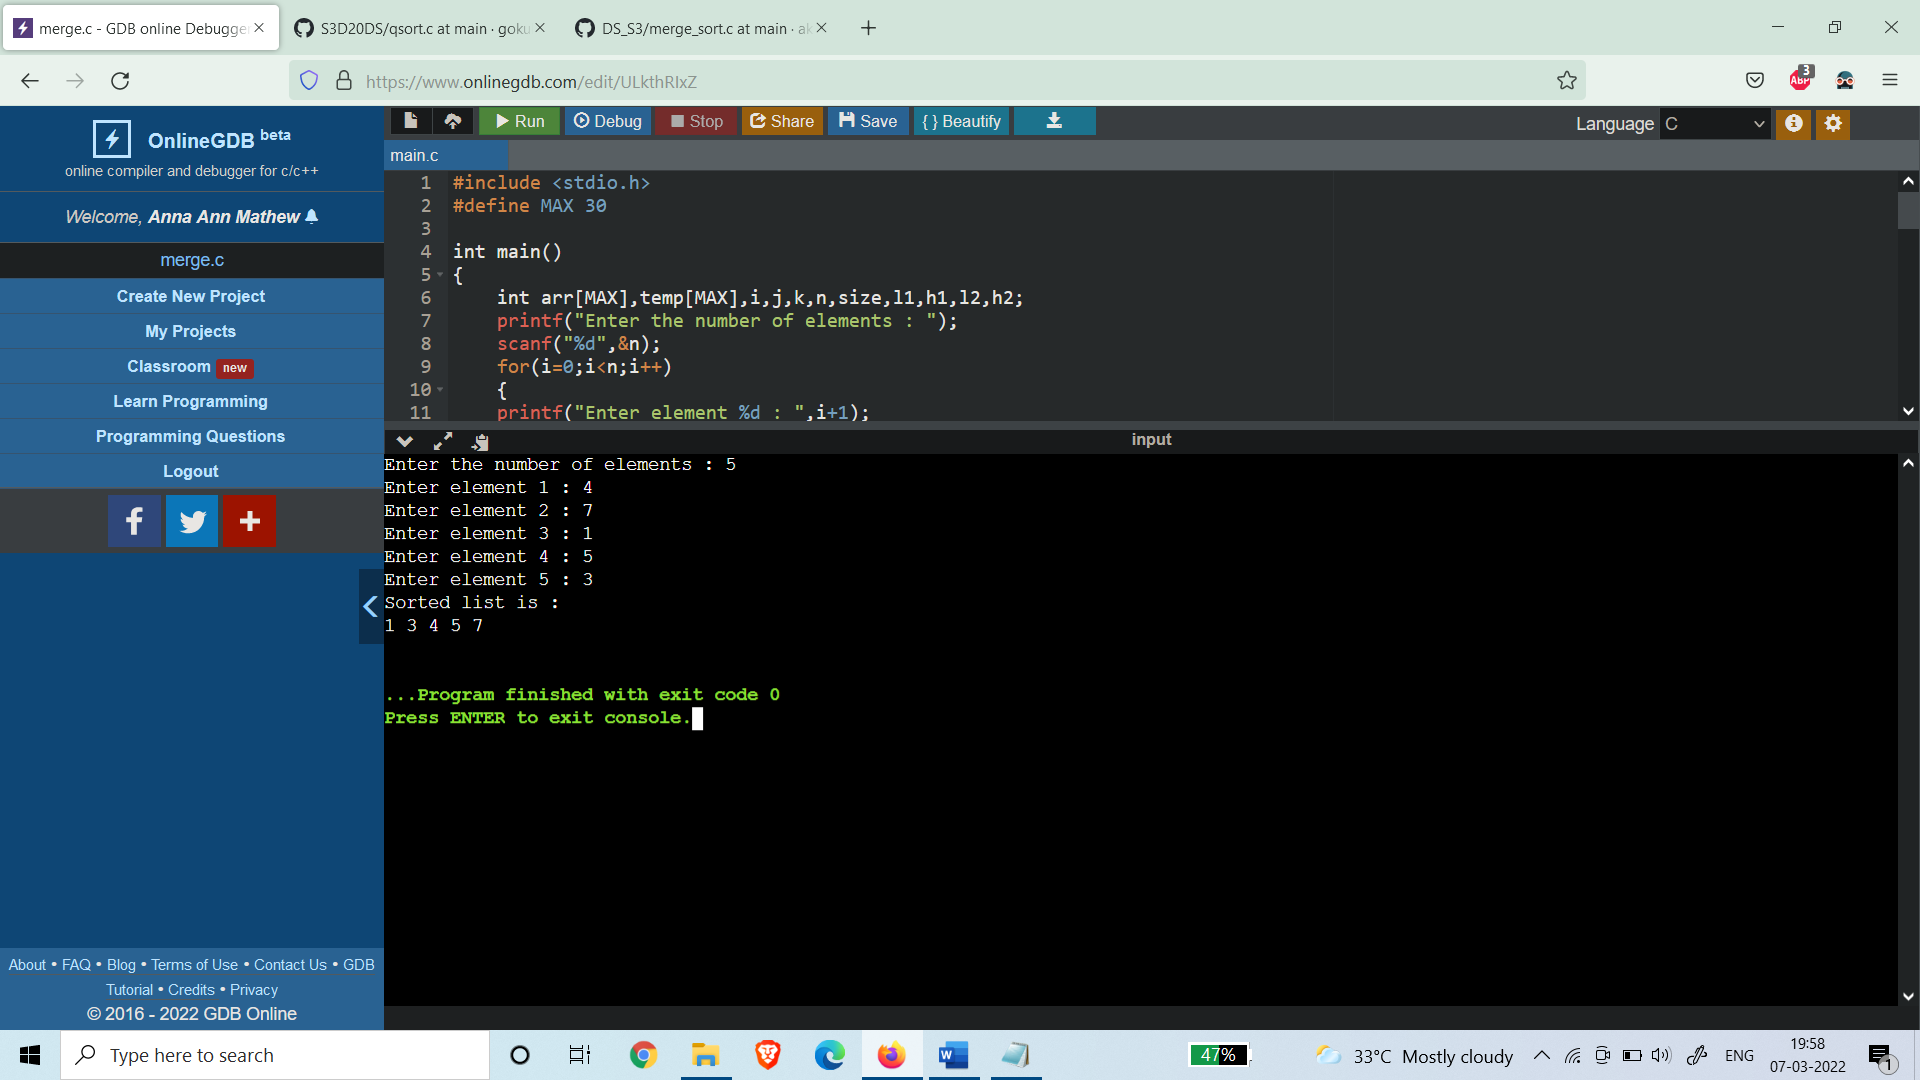 merge.c - GDB online Debugger
S3D20DS/qsort.c at main · goku
DS_S3/merge_sort.c at main · ak
https://www.onlinegdb.com/edit/ULkthRIxZ
ABP
3
OnlineGDB beta
online compiler and debugger for c/c++
Welcome, Anna Ann Mathew
merge.c
Create New Project
My Projects
Classroom new
Learn Programming
Programming Questions
Logout
About • FAQ • Blog • Terms of Use • Contact Us • GDB
Tutorial • Credits • Privacy
© 2016 - 2022 GDB Online
Run Debug Stop Share Save { } Beautify
Language C
main.c
1 #include <stdio.h>
2 #define MAX 30
3
4 int main()
5 {
6 int arr[MAX],temp[MAX],i,j,k,n,size,l1,h1,l2,h2;
7 printf("Enter the number of elements : ");
8 scanf("%d",&n);
9 for(i=0;i<n;i++)
10 {
11 printf("Enter element %d : ",i+1);
input
Enter the number of elements : 5
Enter element 1 : 4
Enter element 2 : 7
Enter element 3 : 1
Enter element 4 : 5
Enter element 5 : 3
Sorted list is :
1 3 4 5 7
...Program finished with exit code 0
Press ENTER to exit console.
Type here to search
47%
33°C Mostly cloudy
ENG
19:58
07-03-2022
1